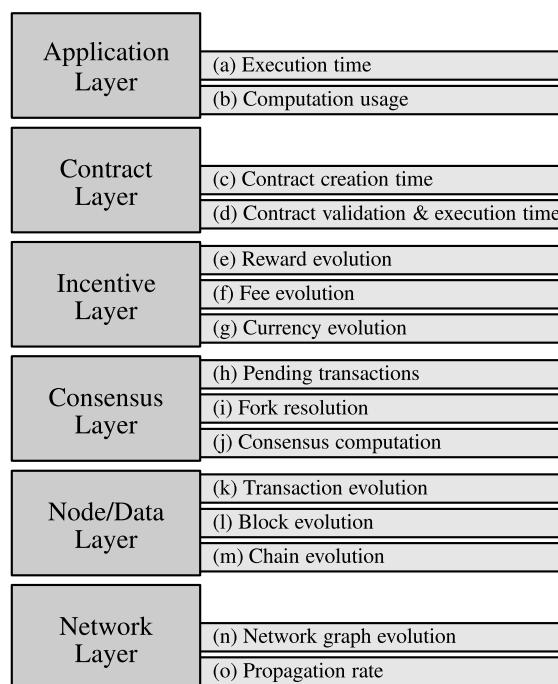 Application
Layer
(a) Execution time
(b) Computation usage
Contract
Layer
(c) Contract creation time
(d) Contract validation & execution time
Incentive
Layer
(e) Reward evolution
(f) Fee evolution
(g) Currency evolution
Consensus
Layer
(h) Pending transactions
(i) Fork resolution
(j) Consensus computation
Node/Data
Layer
(k) Transaction evolution
(l) Block evolution
(m) Chain evolution
Network
Layer
(n) Network graph evolution
(o) Propagation rate